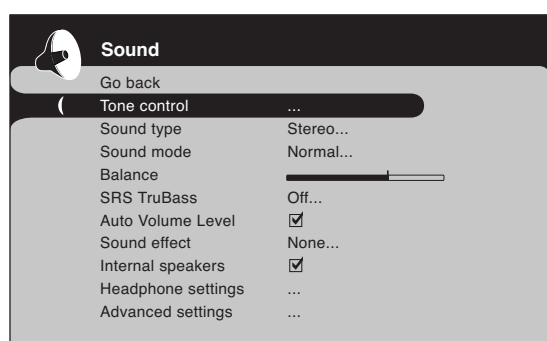 Sound
Go back
Tone control ...
Sound type Stereo...
Sound mode Normal...
Balance
SRS TruBass Off...
Auto Volume Level
Sound effect None...
Internal speakers
Headphone settings ...
Advanced settings ...